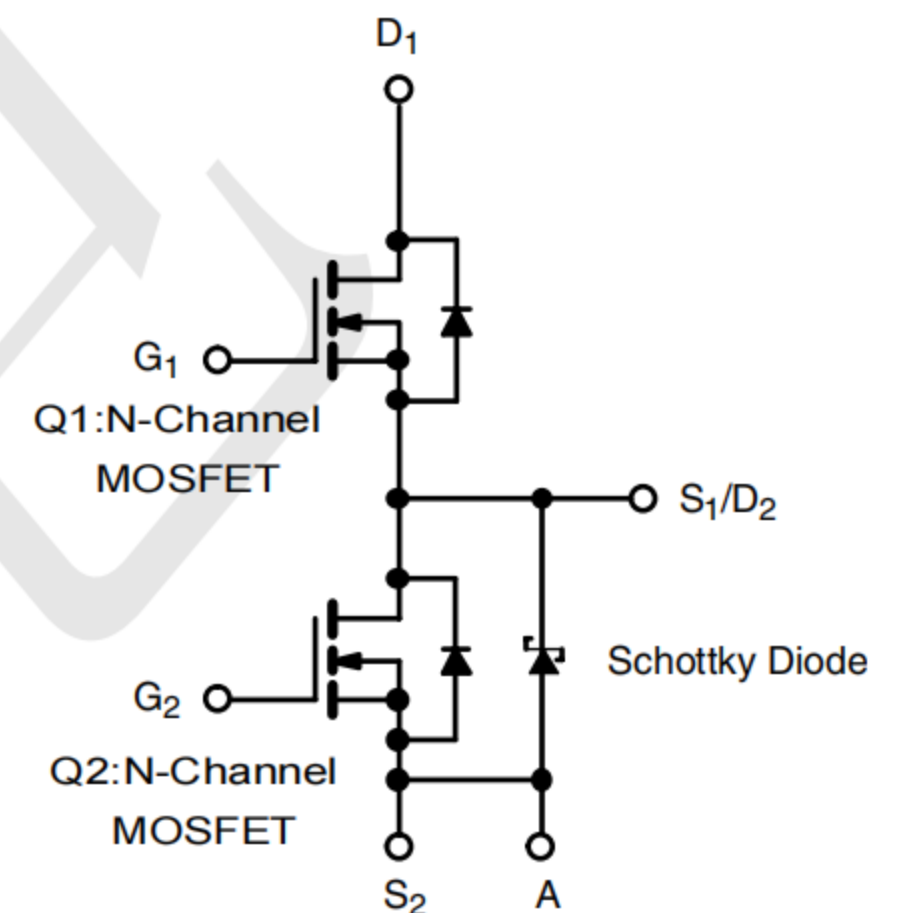 D1
G1
Q1:N-Channel
MOSFET
S1/D2
Schottky Diode
G2
Q2:N-Channel
MOSFET
S2
A